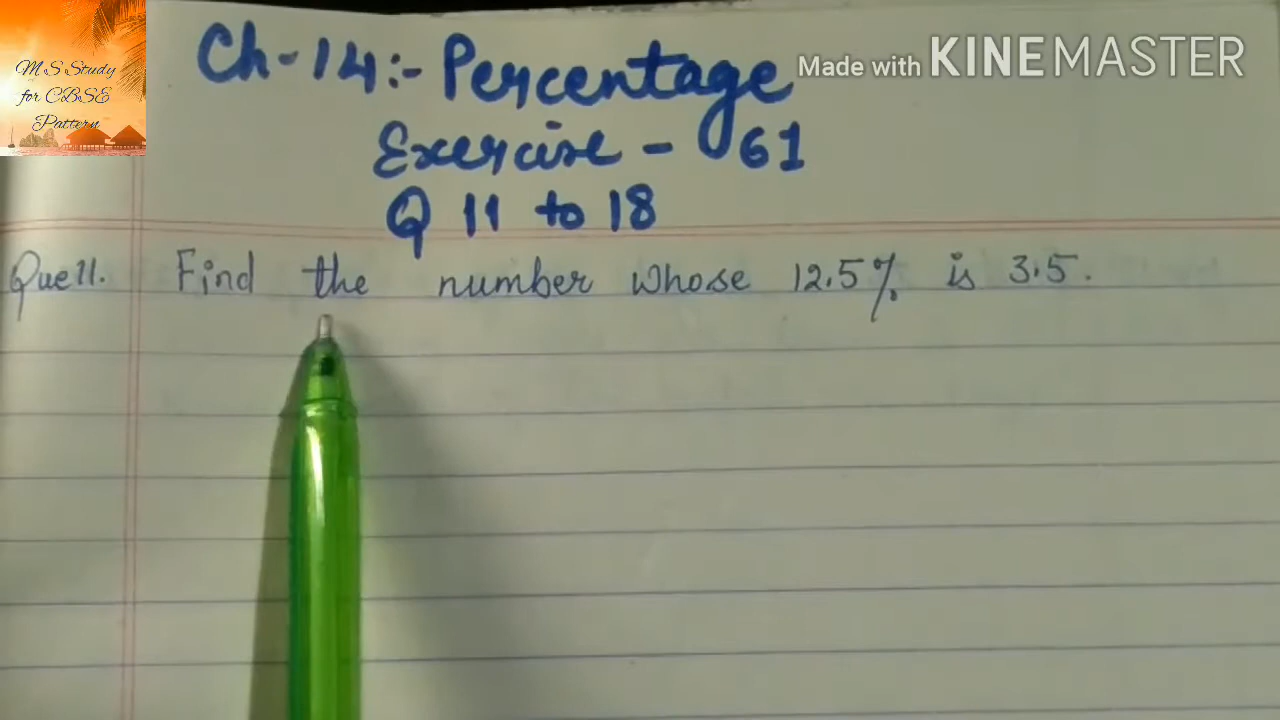 M S Study
for CBSE
Pattern
Made with KINEMASTER
Ch-14:- Percentage
Exercise - 61
Q 11 to 18
Que11. Find the number whose 12.5% is 3.5.